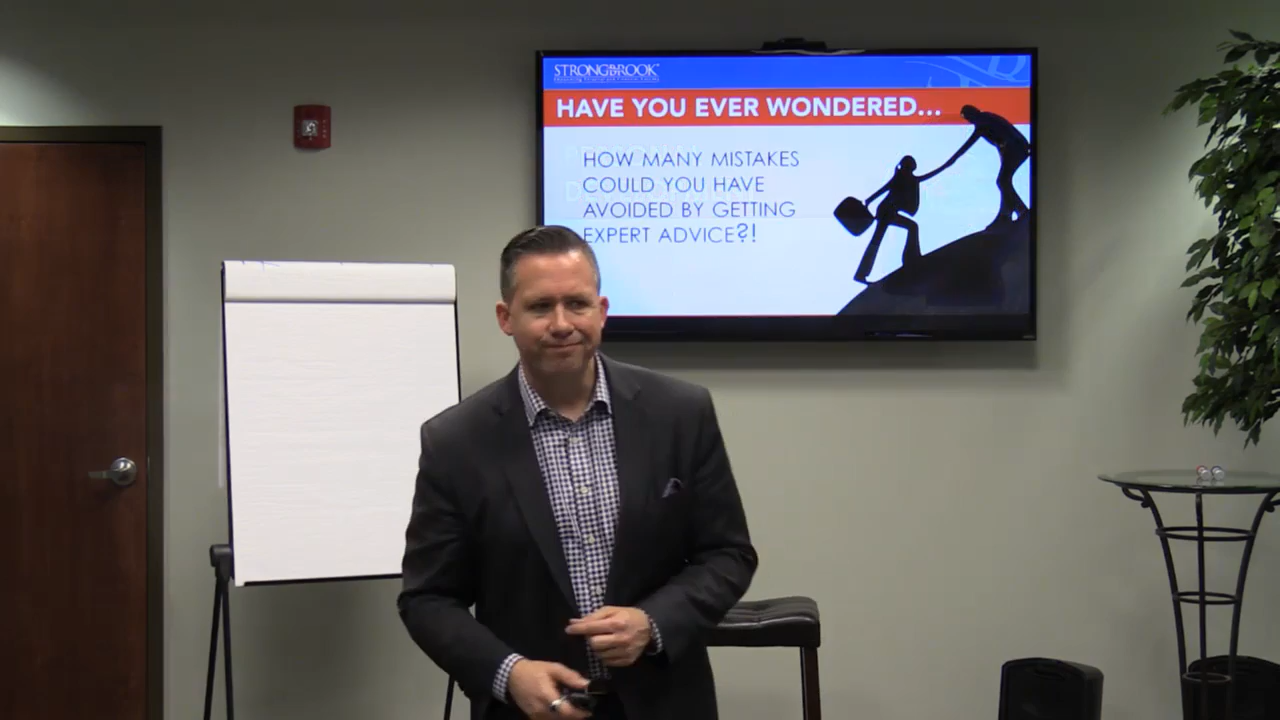 STRONGBROOK
HAVE YOU EVER WONDERED...
HOW MANY MISTAKES
COULD YOU HAVE
AVOIDED BY GETTING
EXPERT ADVICE?!